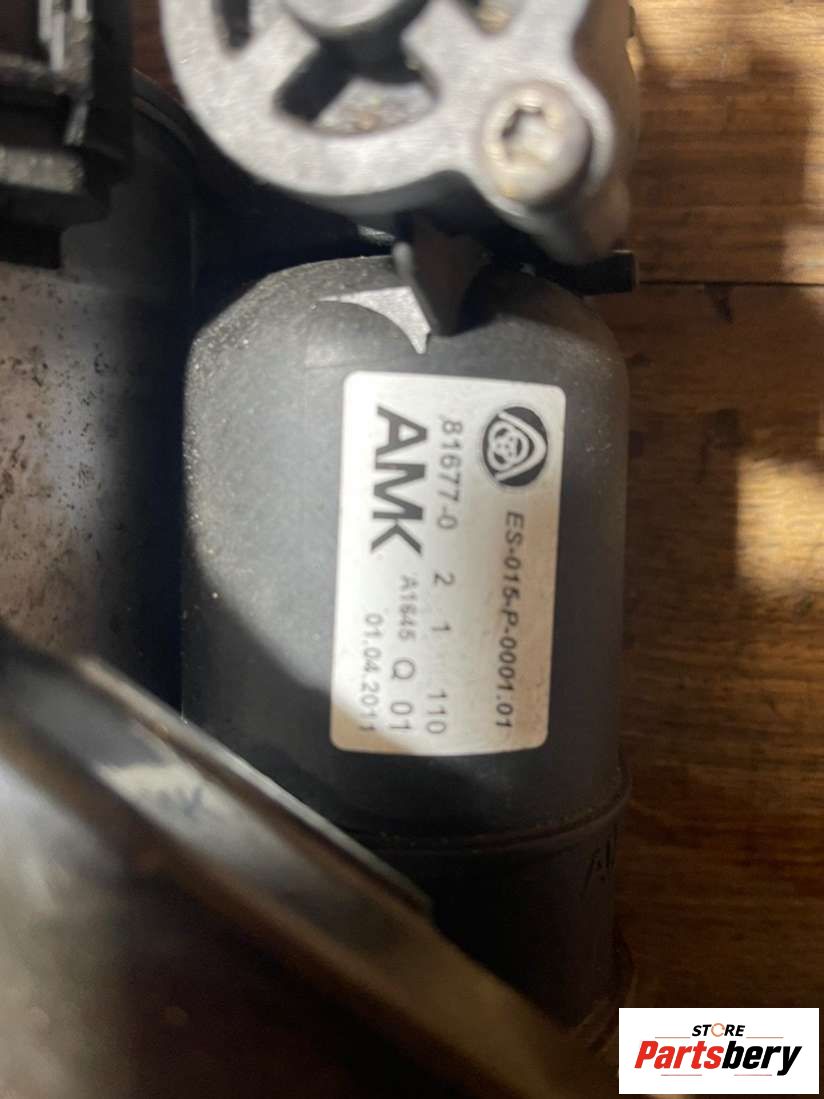 ES-015-P-0001.01
81677-0 2 1 110
AMK A1645 Q 01
01.04.2011
STORE
Partsbery